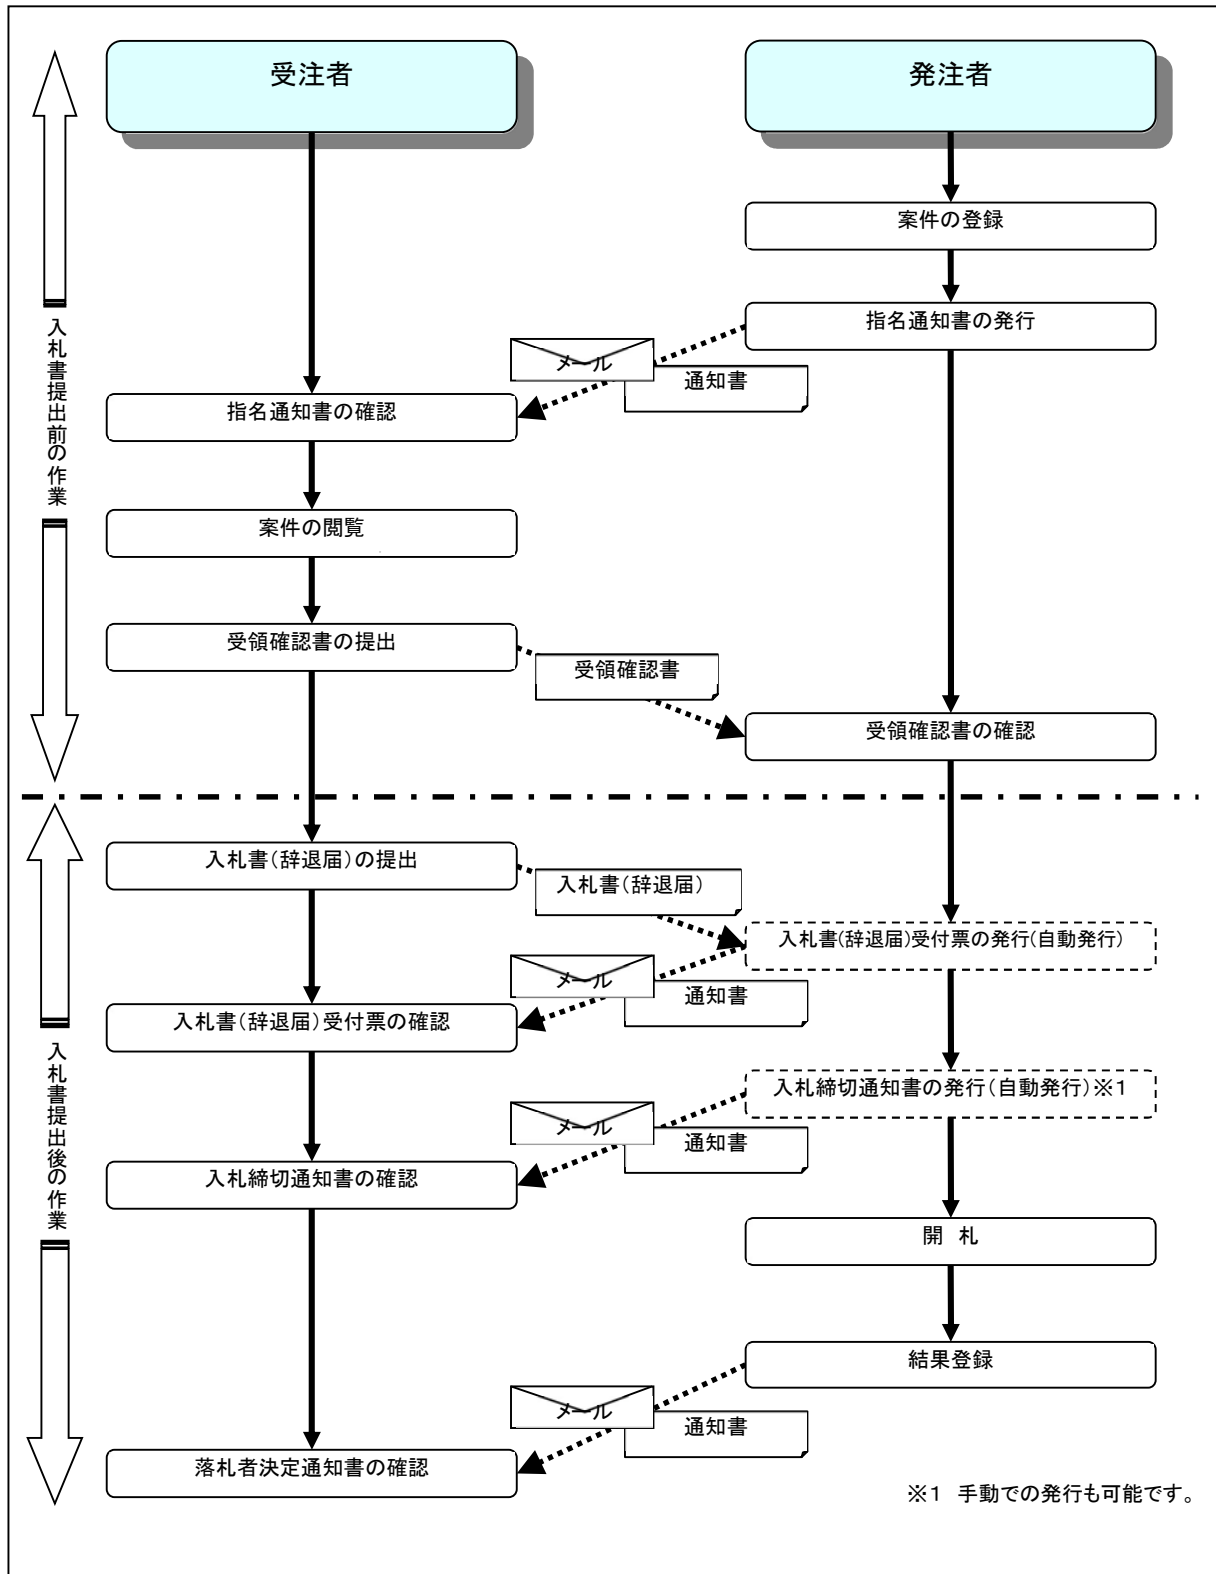 受注者
発注者
案件の登録
指名通知書の発行
メール
通知書
指名通知書の確認
案件の閲覧
受領確認書の提出
受領確認書
受領確認書の確認
入札書提出前の作業
入札書(辞退届)の提出
入札書(辞退届)
入札書(辞退届)受付票の発行(自動発行)
メール
通知書
入札書(辞退届)受付票の確認
入札締切通知書の発行(自動発行)※1
メール
通知書
入札締切通知書の確認
開 札
結果登録
メール
通知書
落札者決定通知書の確認
入札書提出後の作業
※1 手動での発行も可能です。